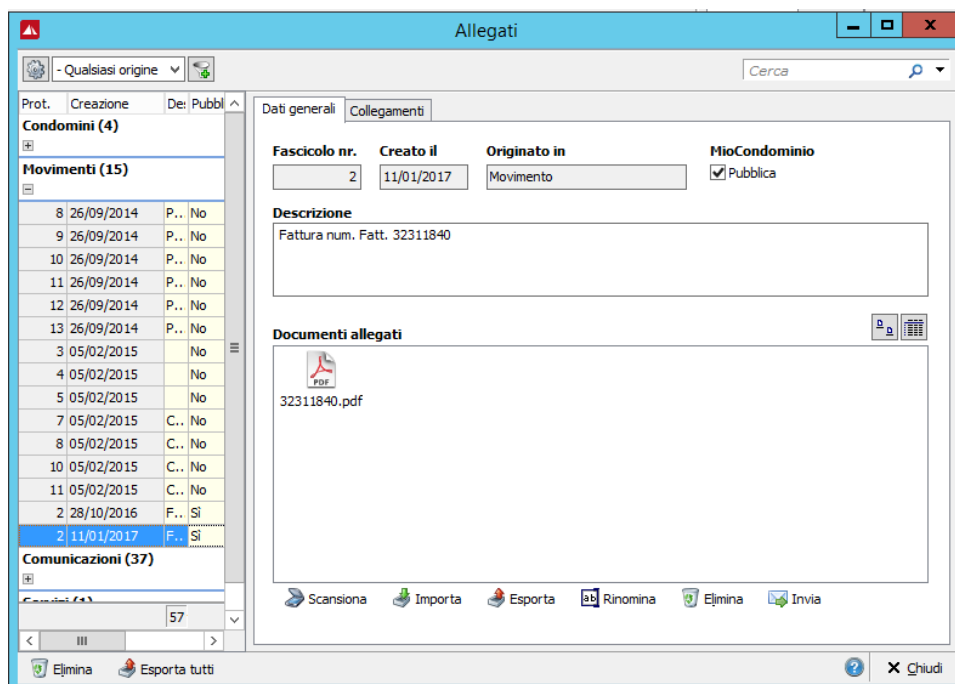 Allegati
- Qualsiasi origine
Cerca
Prot. Creazione De: Pubbl
Condomini (4)
Movimenti (15)
8 26/09/2014 P.. No
9 26/09/2014 P.. No
10 26/09/2014 P.. No
11 26/09/2014 P.. No
12 26/09/2014 P.. No
13 26/09/2014 P.. No
3 05/02/2015 No
4 05/02/2015 No
5 05/02/2015 No
7 05/02/2015 C.. No
8 05/02/2015 C.. No
10 05/02/2015 C.. No
11 05/02/2015 C.. No
2 28/10/2016 F.. Sì
2 11/01/2017 F.. Sì
Comunicazioni (37)
Servizi (1)
57
Dati generali Collegamenti
Fascicolo nr. Creato il Originato in MioCondominio
2 11/01/2017 Movimento Pubblica
Descrizione
Fattura num. Fatt. 32311840
Documenti allegati
PDF
32311840.pdf
Scansiona Importa Esporta Rinomina Elimina Invia
Elimina Esporta tutti Chiudi